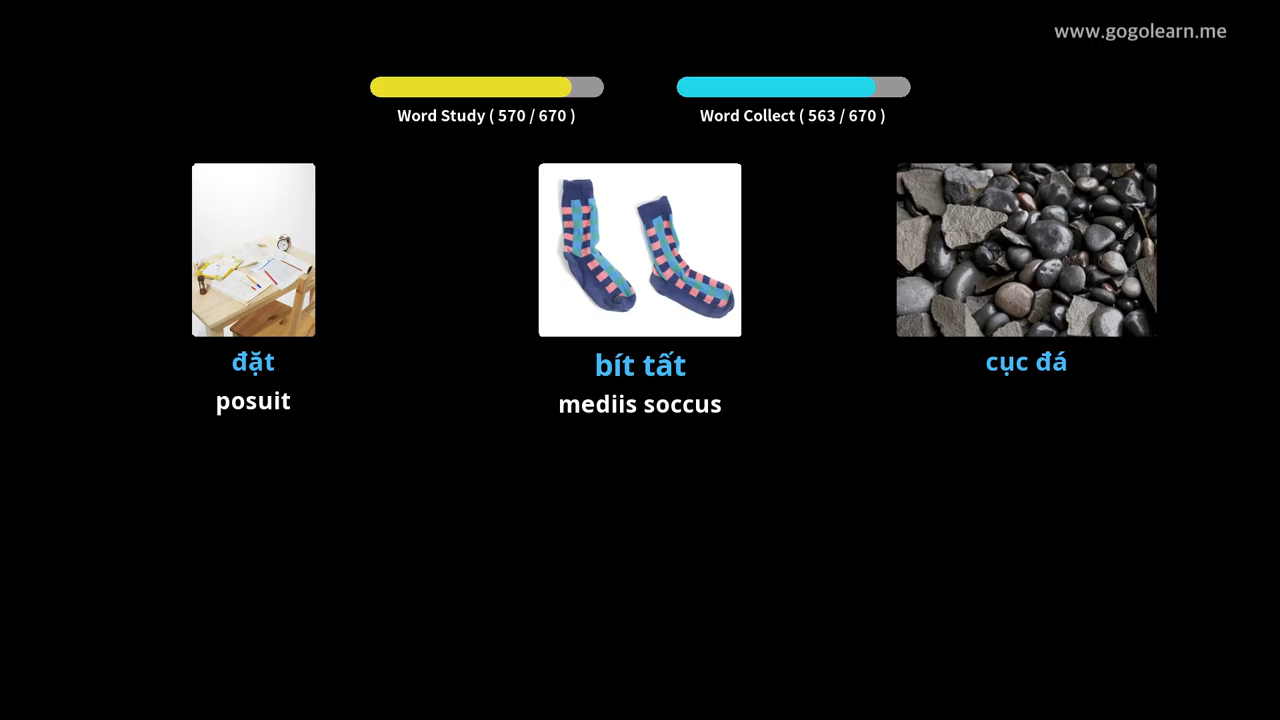 www.gogolearn.me
Word Study ( 570 / 670 )
Word Collect ( 563 / 670 )
đặt
posuit
bít tất
mediis soccus
cục đá